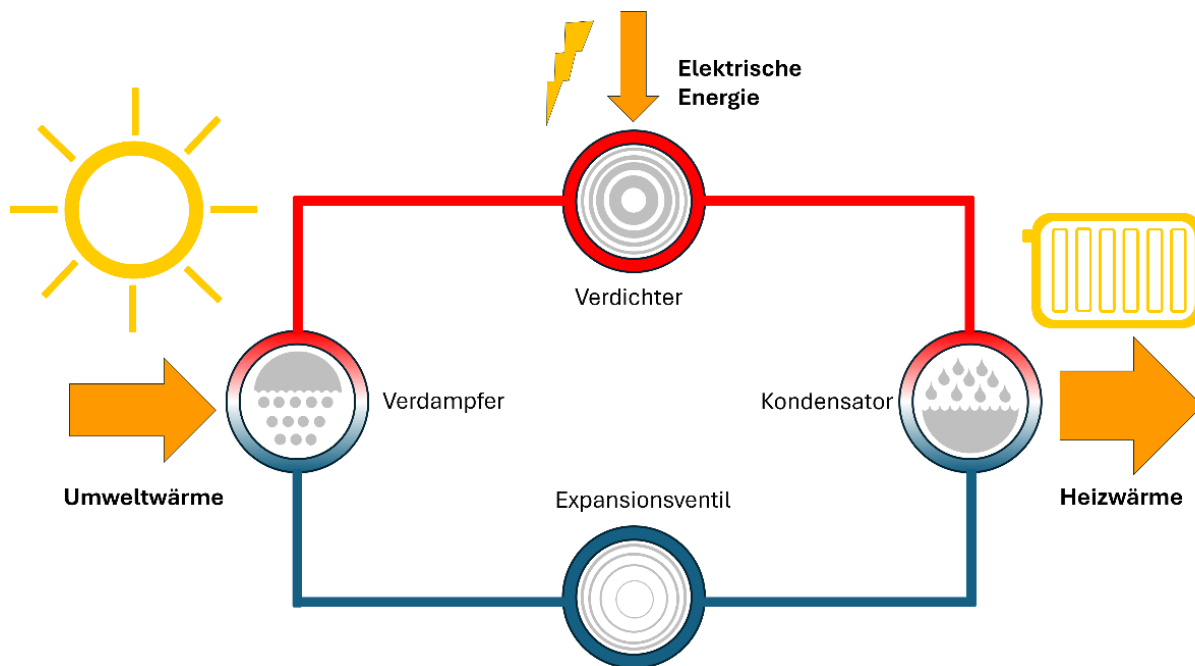 Elektrische
Energie
Verdichter
Verdampfer
Kondensator
Umweltwärme
Expansionsventil
Heizwärme